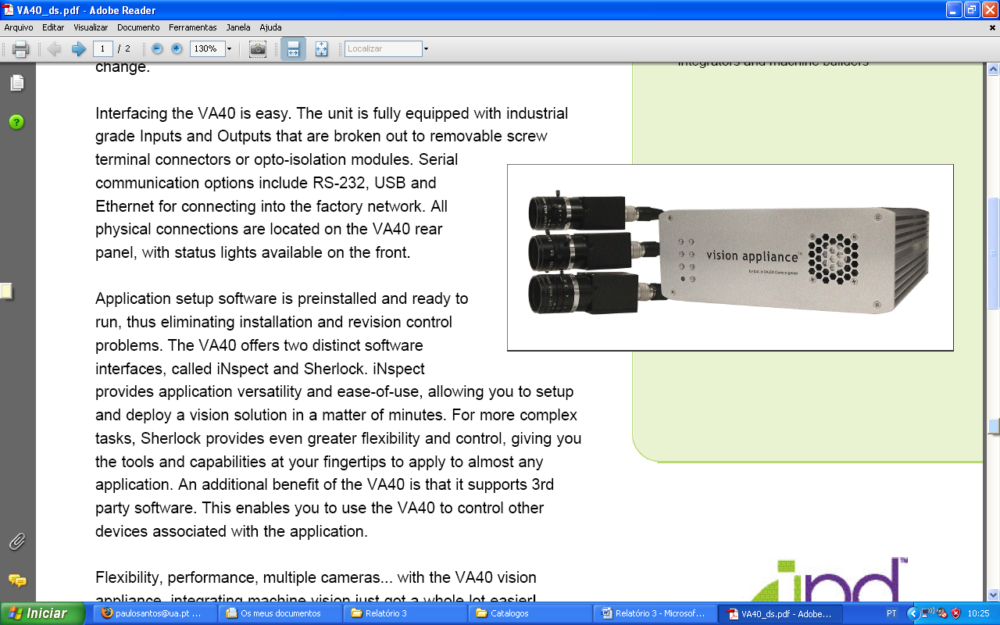 VA40_ds.pdf - Adobe Reader
Arquivo Editar Visualizar Documento Ferramentas Janela Ajuda
1 / 2 130% Localizar
change.
integrators and machine builders
Interfacing the VA40 is easy. The unit is fully equipped with industrial
grade Inputs and Outputs that are broken out to removable screw
terminal connectors or opto-isolation modules. Serial
communication options include RS-232, USB and
Ethernet for connecting into the factory network. All
physical connections are located on the VA40 rear
panel, with status lights available on the front.
vision appliance™
by ipd, a DALSA Coreco group
Application setup software is preinstalled and ready to
run, thus eliminating installation and revision control
problems. The VA40 offers two distinct software
interfaces, called iNspect and Sherlock. iNspect
provides application versatility and ease-of-use, allowing you to setup
and deploy a vision solution in a matter of minutes. For more complex
tasks, Sherlock provides even greater flexibility and control, giving you
the tools and capabilities at your fingertips to apply to almost any
application. An additional benefit of the VA40 is that it supports 3rd
party software. This enables you to use the VA40 to control other
devices associated with the application.
Flexibility, performance, multiple cameras... with the VA40 vision
appliance, integrating machine vision just got a whole lot easier!
ipd™
Iniciar paulosantos@ua.pt ... Os meus documentos Relatório 3 Catalogos Relatório 3 - Microsof... VA40_ds.pdf - Adobe... PT 10:25